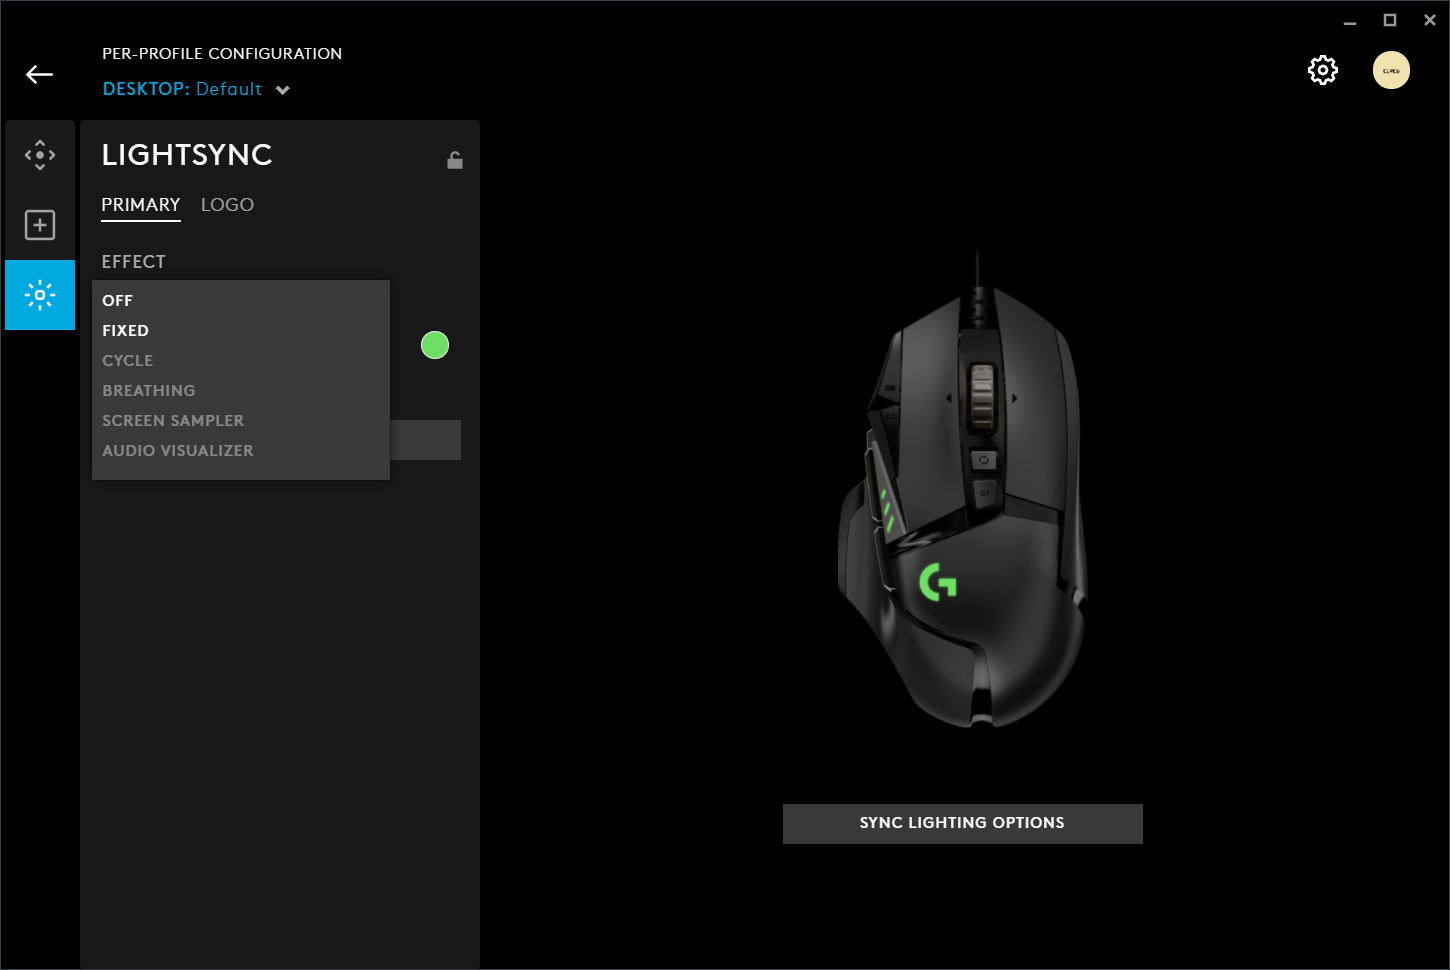 PER-PROFILE CONFIGURATION
DESKTOP: Default
LIGHTSYNC
PRIMARY LOGO
EFFECT
OFF
FIXED
CYCLE
BREATHING
SCREEN SAMPLER
AUDIO VISUALIZER
SYNC LIGHTING OPTIONS